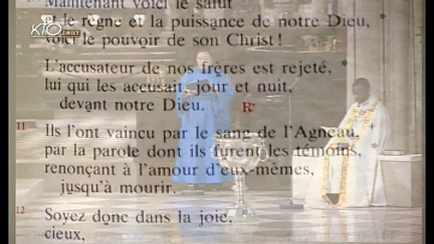 KTO DIRECT
Maintenant voici le salut
le règne et la puissance de notre Dieu,
voici le pouvoir de son Christ !
L'accusateur de nos frères est rejeté, *
lui qui les accusait, jour et nuit,
devant notre Dieu. R
11 Ils l'ont vaincu par le sang de l'Agneau, +
par la parole dont ils furent les témoins, *
renonçant à l'amour d'eux-mêmes,
jusqu'à mourir.
12 Soyez donc dans la joie, *
cieux,